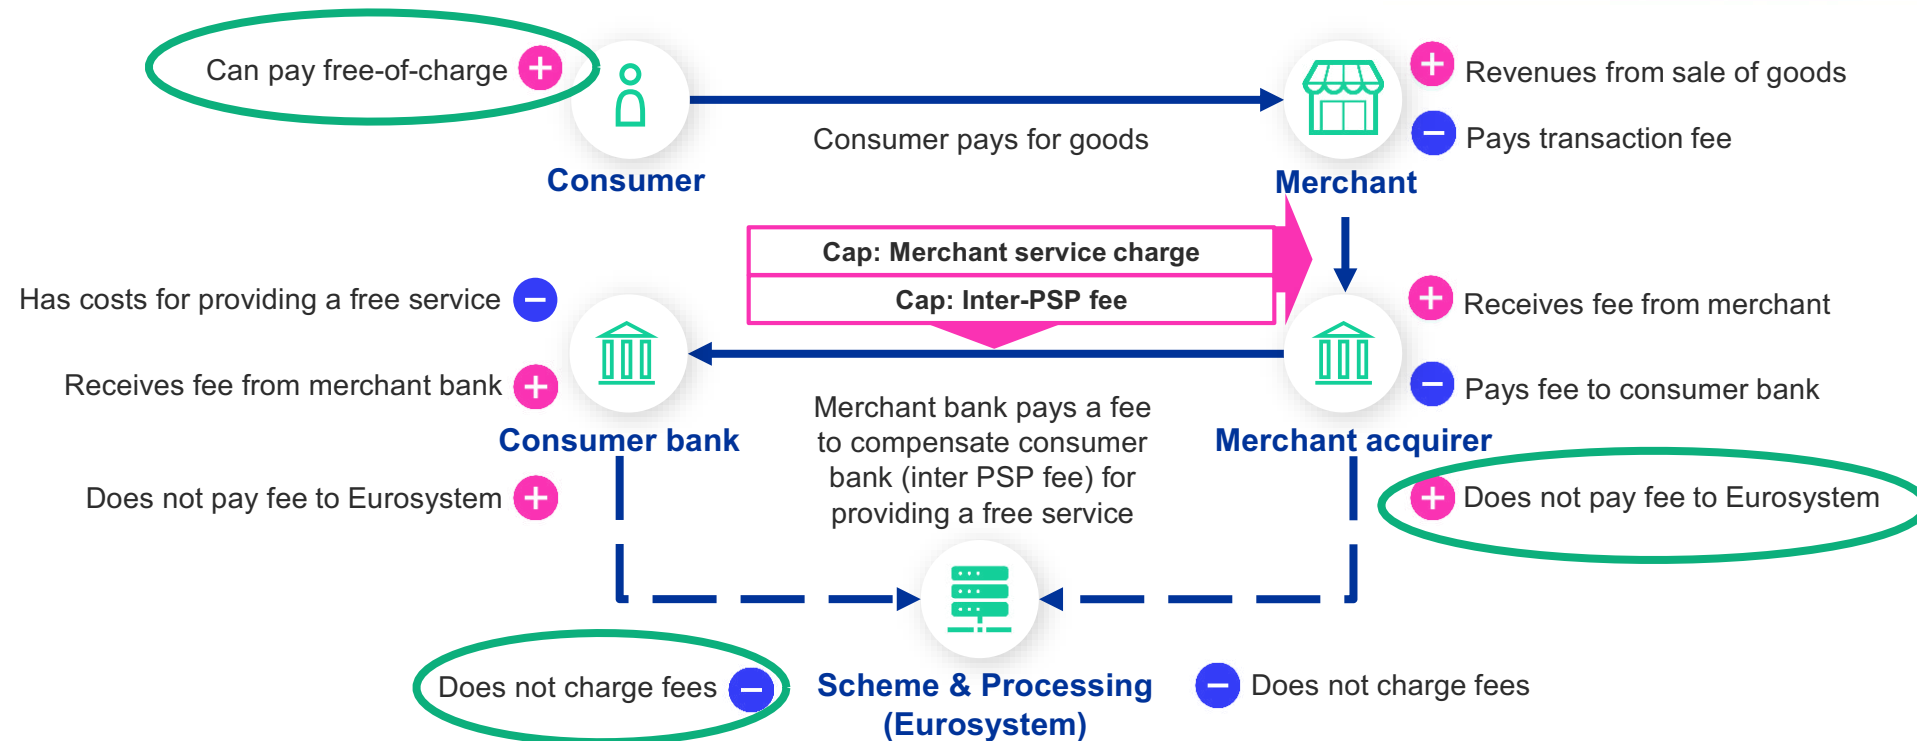 Can pay free-of-charge
Consumer
Consumer pays for goods
Merchant
Revenues from sale of goods
Pays transaction fee
Cap: Merchant service charge
Cap: Inter-PSP fee
Has costs for providing a free service
Receives fee from merchant bank
Consumer bank
Does not pay fee to Eurosystem
Merchant bank pays a fee
to compensate consumer
bank (inter PSP fee) for
providing a free service
Receives fee from merchant
Pays fee to consumer bank
Merchant acquirer
Does not pay fee to Eurosystem
Does not charge fees
Scheme & Processing
(Eurosystem)
Does not charge fees